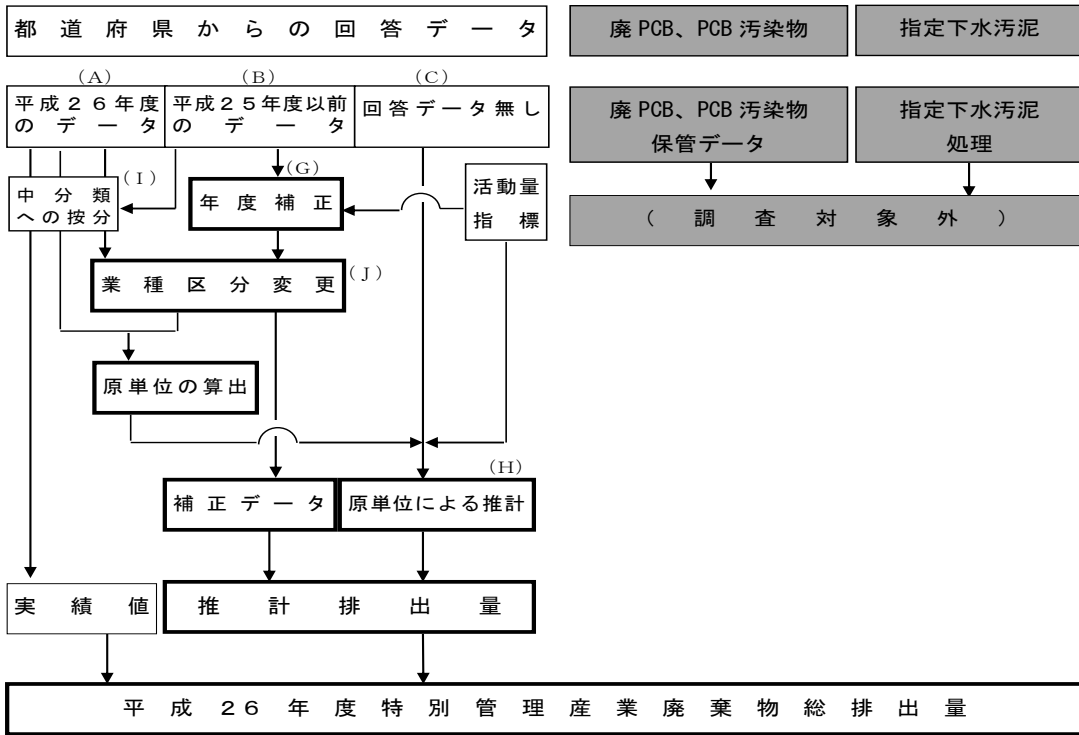 都道府県からの回答データ
廃PCB、PCB汚染物
指定下水汚泥
(A)
(B)
(C)
平成26年度
のデータ
平成25年度以前
のデータ
回答データ無し
廃PCB、PCB汚染物
保管データ
指定下水汚泥
処理
(I)
(G)
中分類
への按分
年度補正
活動量
指標
(調査対象外)
業種区分変更
(J)
原単位の算出
(H)
補正データ
原単位による推計
実績値
推計排出量
平成26年度特別管理産業廃棄物総排出量